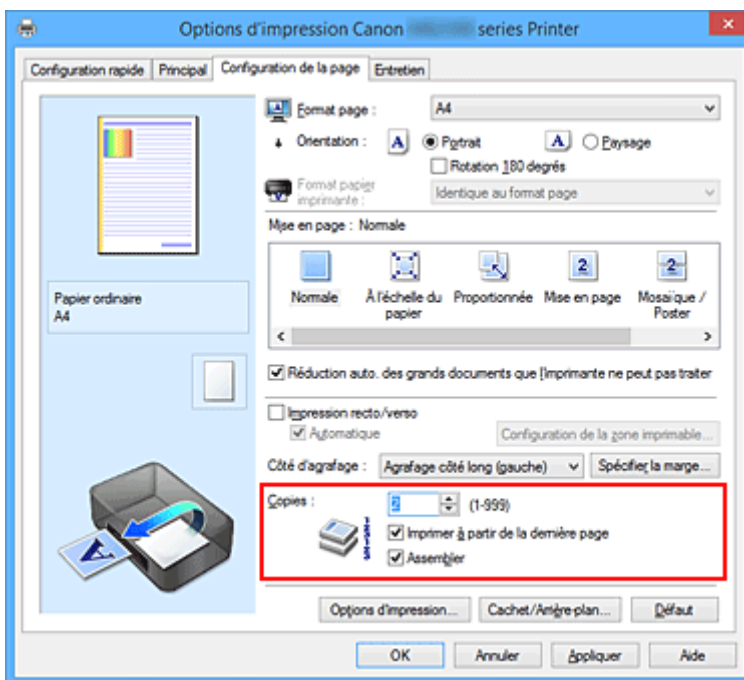 Options d'impression Canon series Printer
Configuration rapide Principal Configuration de la page Entretien
Format page : A4
Orientation : A Portrait A Paysage
Rotation 180 degrés
Format papier imprimante : Identique au format page
Mise en page : Normale
Normale À l'échelle du papier Proportionnée Mise en page Mosaïque / Poster
Papier ordinaire
A4
Réduction auto. des grands documents que l'imprimante ne peut pas traiter
Impression recto/verso
Automatique Configuration de la zone imprimable...
Côté d'agrafage : Agrafage côté long (gauche) Spécifier la marge...
Copies : 2 (1-999)
Imprimer à partir de la dernière page
Assembler
Options d'impression... Cachet/Arrière-plan... Défaut
OK Annuler Appliquer Aide